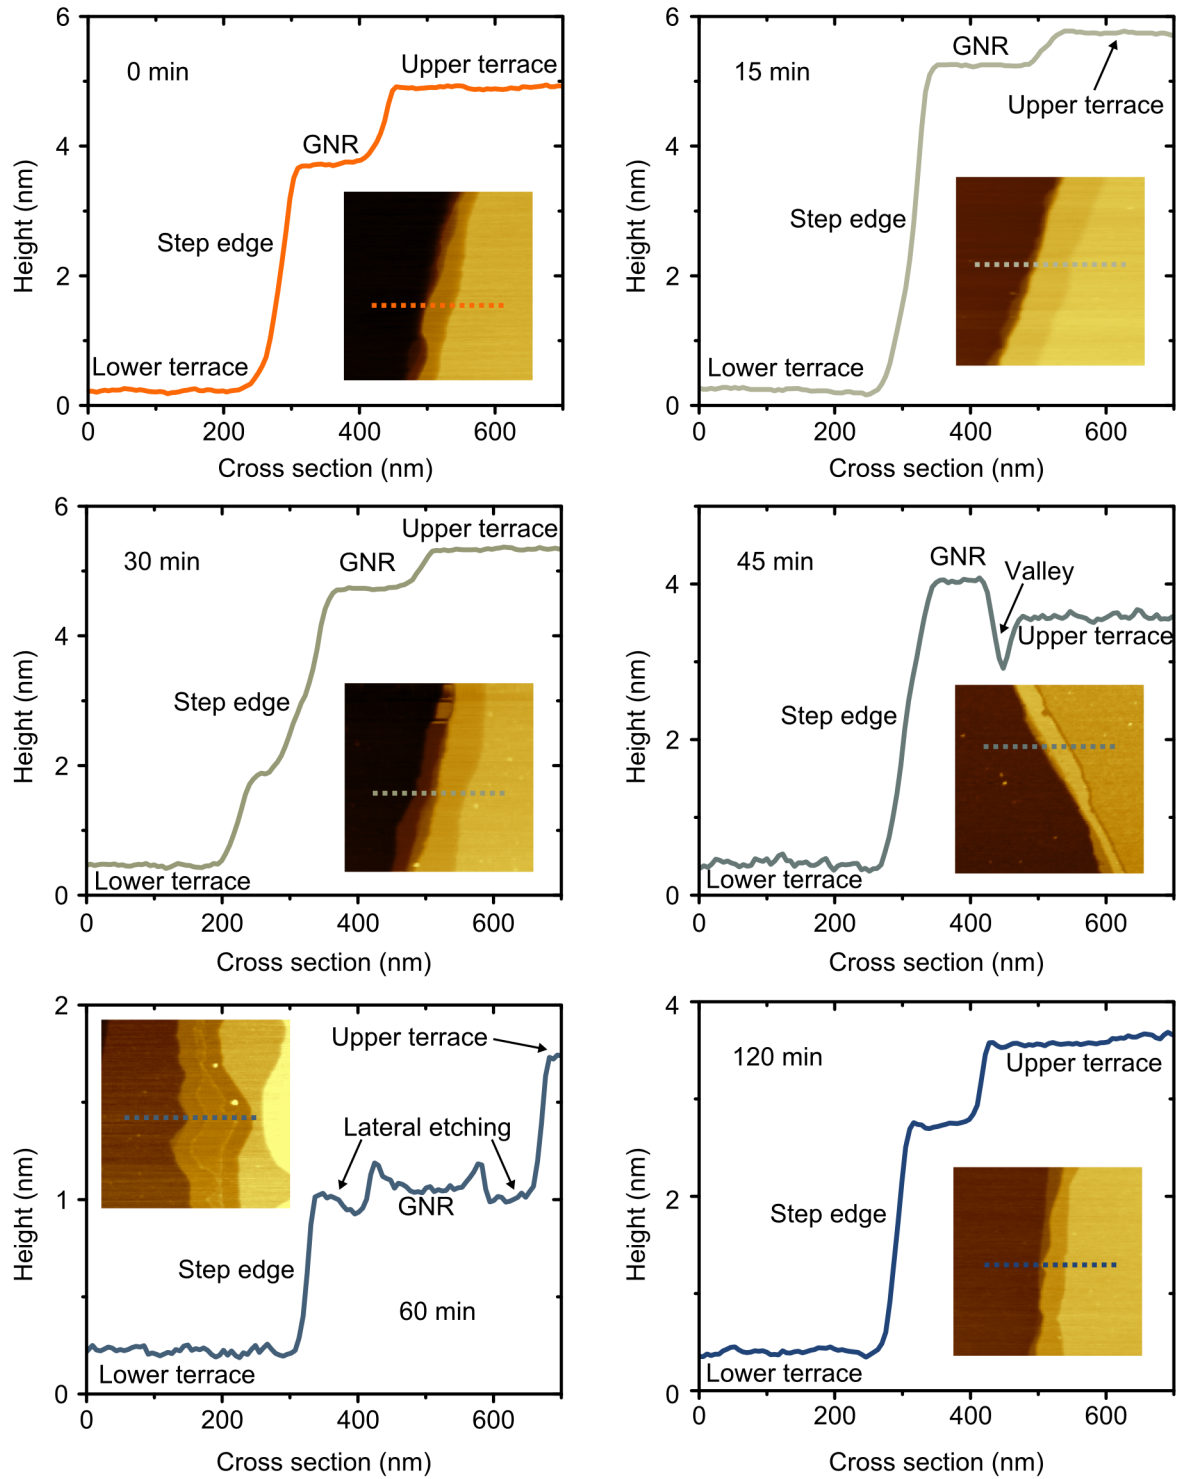 6
4
2
0
Height (nm)
0 min
Upper terrace
GNR
Step edge
Lower terrace
0
200
400
600
Cross section (nm)
6
4
2
0
Height (nm)
15 min
GNR
Upper terrace
Step edge
Lower terrace
0
200
400
600
Cross section (nm)
6
4
2
0
Height (nm)
30 min
Upper terrace
GNR
Step edge
Lower terrace
0
200
400
600
Cross section (nm)
4
2
0
Height (nm)
45 min
GNR
Valley
Upper terrace
Step edge
Lower terrace
0
200
400
600
Cross section (nm)
2
1
0
Height (nm)
Upper terrace
Lateral etching
GNR
Step edge
60 min
Lower terrace
0
200
400
600
Cross section (nm)
4
2
0
Height (nm)
120 min
Upper terrace
Step edge
Lower terrace
0
200
400
600
Cross section (nm)